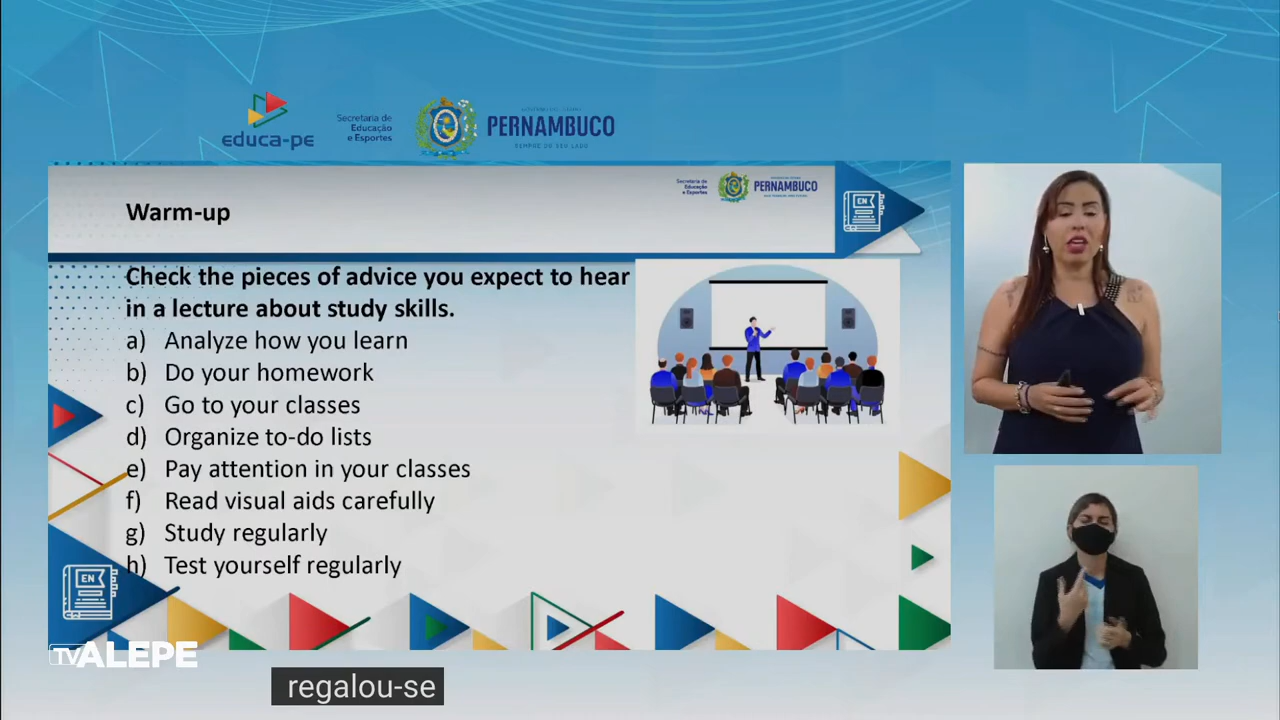 educa-pe
Secretaria de
Educação
e Esportes
PERNAMBUCO
Secretaria de
Educação
e Esportes
PERNAMBUCO
EN
Warm-up
Check the pieces of advice you expect to hear
in a lecture about study skills.
a) Analyze how you learn
b) Do your homework
c) Go to your classes
d) Organize to-do lists
e) Pay attention in your classes
f) Read visual aids carefully
g) Study regularly
h) Test yourself regularly
EN
TV ALEPE
regalou-se